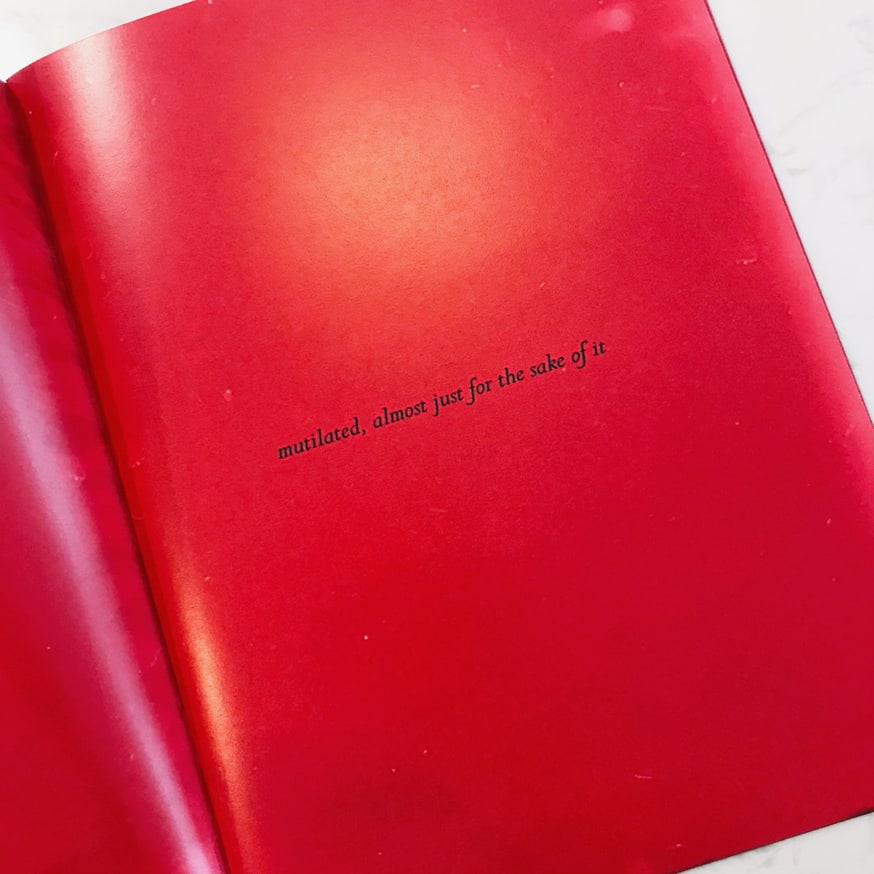 mutilated, almost just for the sake of it